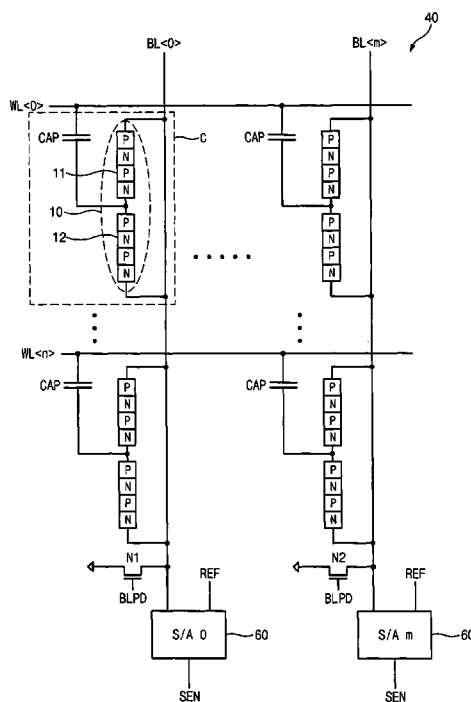 40
BL<0> BL<m>
WL<0>
CAP C CAP
P P
N N
11 P P
N N
10
P P
12 N N
P P
N N
WL<n>
CAP CAP
P P
N N
P P
N N
P P
N N
P P
N N
N1 REF N2 REF
BLPD BLPD
S/A 0 60 S/A m 60
SEN SEN